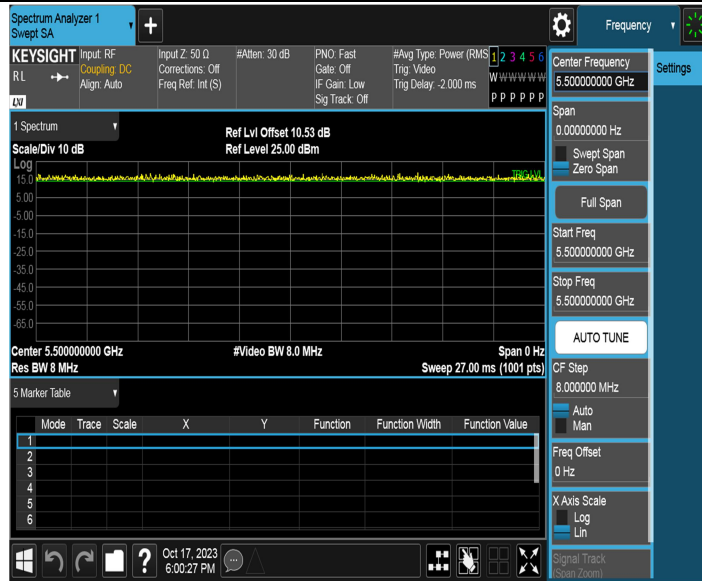 Spectrum Analyzer 1
Swept SA
Frequency
KEYSIGHT
RL
LXI
Input: RF
Coupling: DC
Align: Auto
Input Z: 50 Ω
Corrections: Off
Freq Ref: Int (S)
#Atten: 30 dB
PNO: Fast
Gate: Off
IF Gain: Low
Sig Track: Off
#Avg Type: Power (RMS
Trig: Video
Trig Delay: -2.000 ms
1 2 3 4 5 6
W W W W W W
P P P P P P
1 Spectrum
Scale/Div 10 dB
Ref Lvl Offset 10.53 dB
Ref Level 25.00 dBm
Log
15.0
5.00
-5.00
-15.0
-25.0
-35.0
-45.0
-55.0
-65.0
TRIG LVL
Center 5.500000000 GHz
Res BW 8 MHz
#Video BW 8.0 MHz
Span 0 Hz
Sweep 27.00 ms (1001 pts)
5 Marker Table
Mode Trace Scale X Y Function Function Width Function Value
1
2
3
4
5
6
?
Oct 17, 2023
6:00:27 PM
Center Frequency
5.500000000 GHz
Span
0.00000000 Hz
Swept Span
Zero Span
Full Span
Start Freq
5.500000000 GHz
Stop Freq
5.500000000 GHz
AUTO TUNE
CF Step
8.000000 MHz
Auto
Man
Freq Offset
0 Hz
X Axis Scale
Log
Lin
Signal Track
(Span Zoom)
Settings